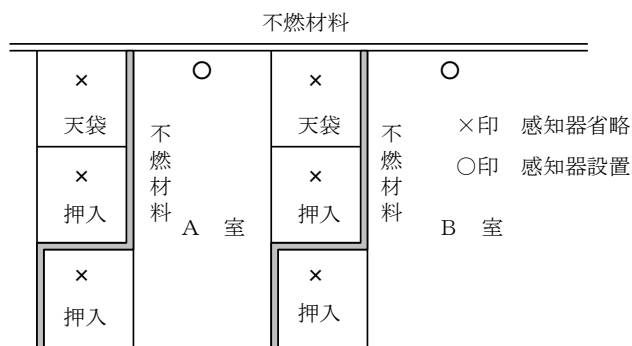 不燃材料
×
天袋
×
押入
×
押入
不燃材料
○
A 室
×
天袋
×
押入
×
押入
不燃材料
○
B 室
×印 感知器省略
○印 感知器設置